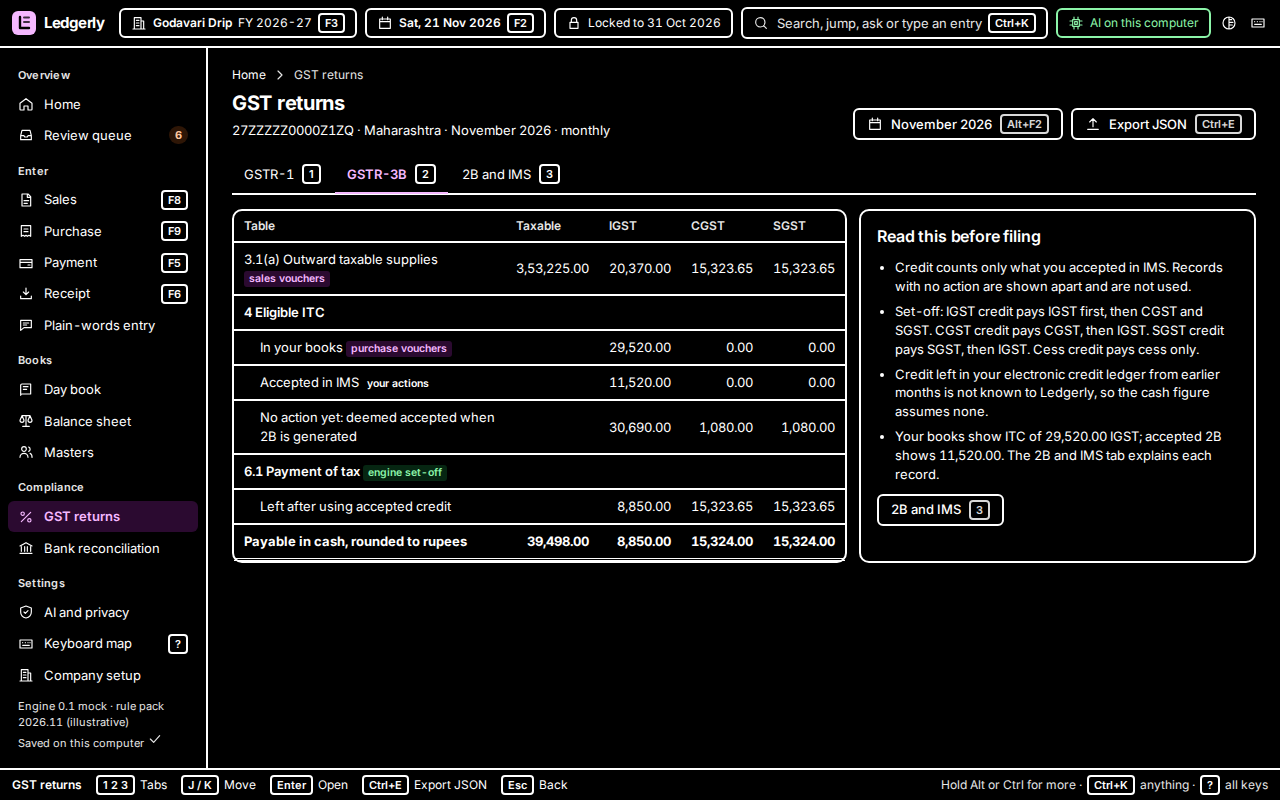 Ledgerly
Godavari Drip FY 2026-27 F3
Sat, 21 Nov 2026 F2
Locked to 31 Oct 2026
Search, jump, ask or type an entry Ctrl+K
AI on this computer
Overview
Home
Review queue 6
Enter
Sales F8
Purchase F9
Payment F5
Receipt F6
Plain-words entry
Books
Day book
Balance sheet
Masters
Compliance
GST returns
Bank reconciliation
Settings
AI and privacy
Keyboard map ?
Company setup
Engine 0.1 mock · rule pack
2026.11 (illustrative)
Saved on this computer
Home GST returns
GST returns
27ZZZZZ0000Z1ZQ · Maharashtra · November 2026 · monthly
November 2026 Alt+F2
Export JSON Ctrl+E
GSTR-1 1 GSTR-3B 2 2B and IMS 3
Table Taxable IGST CGST SGST
3.1(a) Outward taxable supplies
sales vouchers
3,53,225.00 20,370.00 15,323.65 15,323.65
4 Eligible ITC
In your books purchase vouchers 29,520.00 0.00 0.00
Accepted in IMS your actions 11,520.00 0.00 0.00
No action yet: deemed accepted when
2B is generated
30,690.00 1,080.00 1,080.00
6.1 Payment of tax engine set-off
Left after using accepted credit 8,850.00 15,323.65 15,323.65
Payable in cash, rounded to rupees 39,498.00 8,850.00 15,324.00 15,324.00
Read this before filing
• Credit counts only what you accepted in IMS. Records
with no action are shown apart and are not used.
• Set-off: IGST credit pays IGST first, then CGST and
SGST. CGST credit pays CGST, then IGST. SGST credit
pays SGST, then IGST. Cess credit pays cess only.
• Credit left in your electronic credit ledger from earlier
months is not known to Ledgerly, so the cash figure
assumes none.
• Your books show ITC of 29,520.00 IGST; accepted 2B
shows 11,520.00. The 2B and IMS tab explains each
record.
2B and IMS 3
GST returns 1 2 3 Tabs J / K Move Enter Open Ctrl+E Export JSON Esc Back
Hold Alt or Ctrl for more · Ctrl+K anything · ? all keys